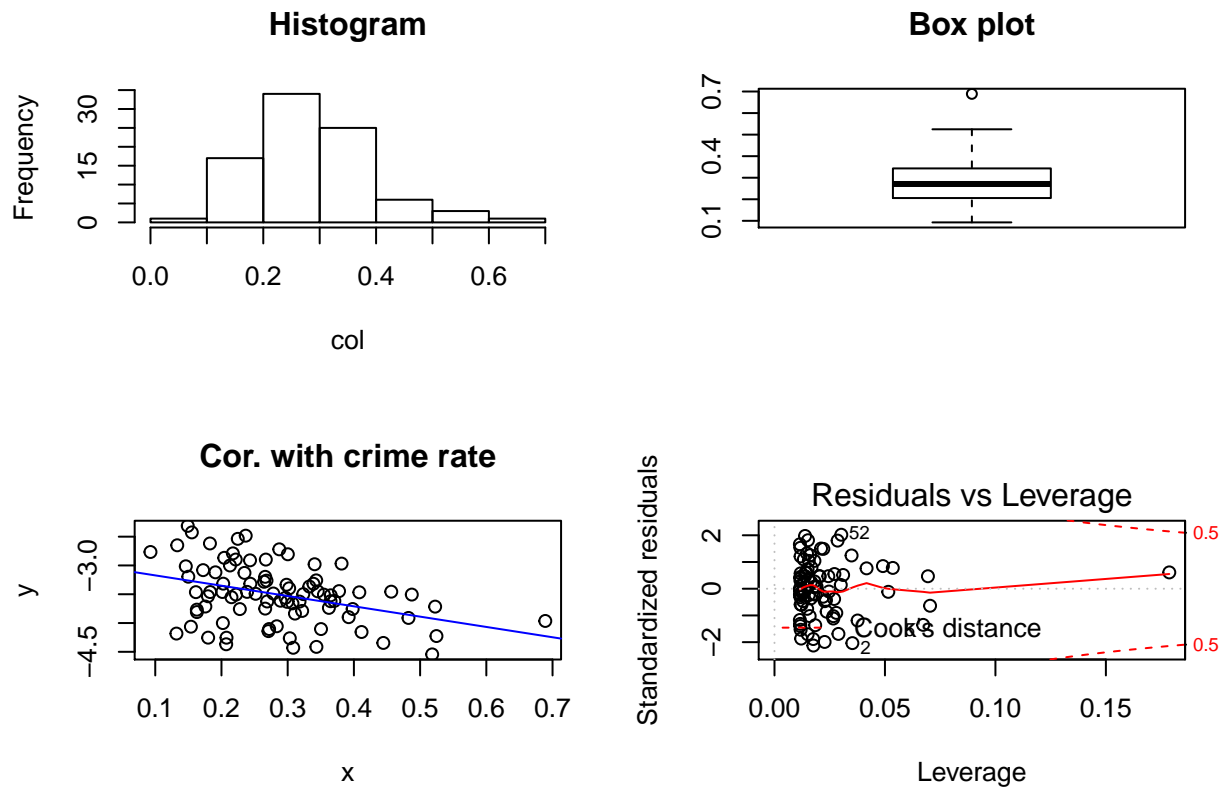 Histogram
Frequency
0 15 30
0.0 0.2 0.4 0.6
col
Box plot
0.1 0.4 0.7
Cor. with crime rate
y
−4.5 −3.0
0.1 0.2 0.3 0.4 0.5 0.6 0.7
x
Residuals vs Leverage
Standardized residuals
−2 0 2
0.00 0.05 0.10 0.15
Leverage
Cook's distance
52
2
0.5
0.5